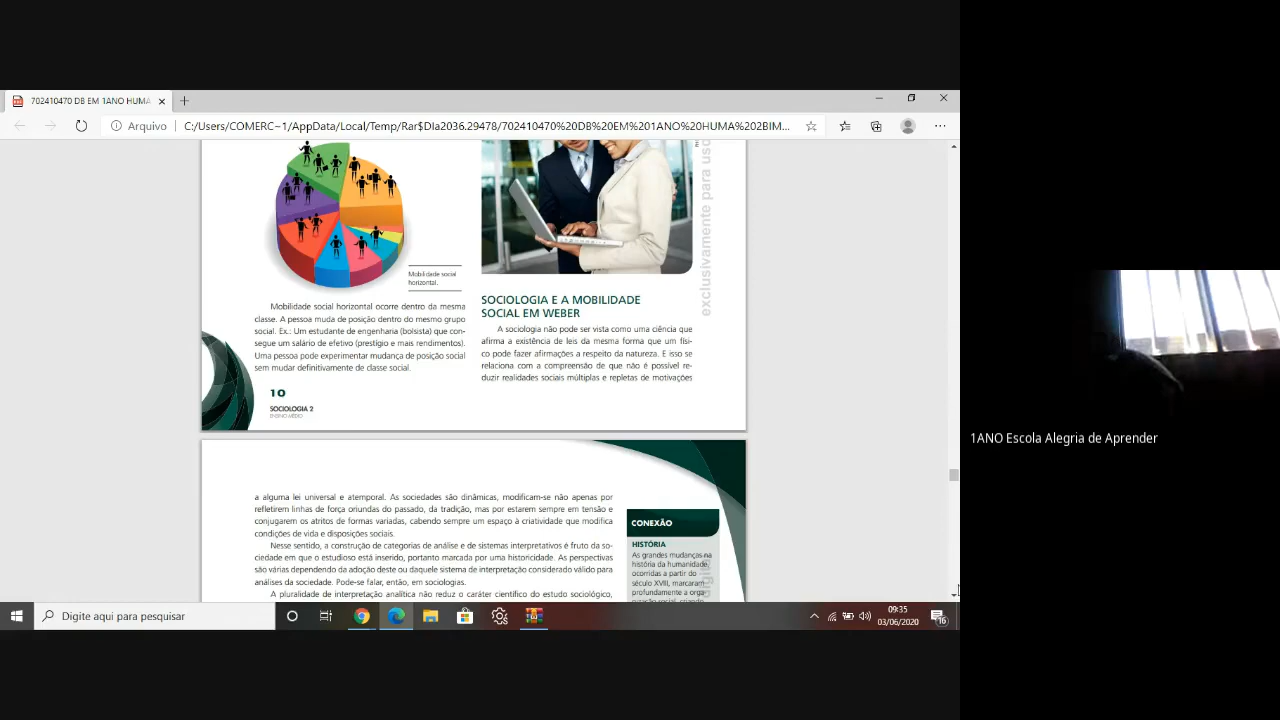 702410470 DB EM 1ANO HUMA
Arquivo
C:/Users/COMERC~1/AppData/Local/Temp/Rar$DIa2036.29478/702410470%20DB%20EM%201ANO%20HUMA%202BIM...
Mobilidade social
horizontal.
Mobilidade social horizontal ocorre dentro da mesma
classe. A pessoa muda de posição dentro do mesmo grupo
social. Ex.: Um estudante de engenharia (bolsista) que con-
segue um salário de efetivo (prestígio e mais rendimentos).
Uma pessoa pode experimentar mudança de posição social
sem mudar definitivamente de classe social.
10
SOCIOLOGIA 2
ENSINO MÉDIO
exclusivamente para uso
SOCIOLOGIA E A MOBILIDADE
SOCIAL EM WEBER
A sociologia não pode ser vista como uma ciência que
afirma a existência de leis da mesma forma que um físi-
co pode fazer afirmações a respeito da natureza. E isso se
relaciona com a compreensão de que não é possível re-
duzir realidades sociais múltiplas e repletas de motivações
a alguma lei universal e atemporal. As sociedades são dinâmicas, modificam-se não apenas por
refletirem linhas de força oriundas do passado, da tradição, mas por estarem sempre em tensão e
conjugarem os atritos de formas variadas, cabendo sempre um espaço à criatividade que modifica
condições de vida e disposições sociais.
Nesse sentido, a construção de categorias de análise e de sistemas interpretativos é fruto da so-
ciedade em que o estudioso está inserido, portanto marcada por uma historicidade. As perspectivas
são várias dependendo da adoção deste ou daquele sistema de interpretação considerado válido para
análises da sociedade. Pode-se falar, então, em sociologias.
A pluralidade de interpretação analítica não reduz o caráter científico do estudo sociológico,
CONEXÃO
HISTÓRIA
As grandes mudanças na
história da humanidade,
ocorridas a partir do
século XVIII, marcaram
profundamente a orga-
nização social, criando
Digite aqui para pesquisar
09:35
03/06/2020
16
1ANO Escola Alegria de Aprender